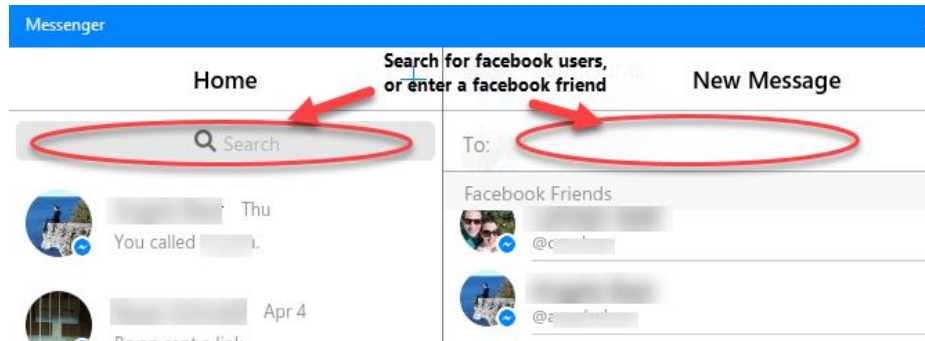 Messenger
Search for facebook users,
or enter a facebook friend
Home
New Message
Search
To:
Facebook Friends
Thu
You called
Apr 4
@
@a